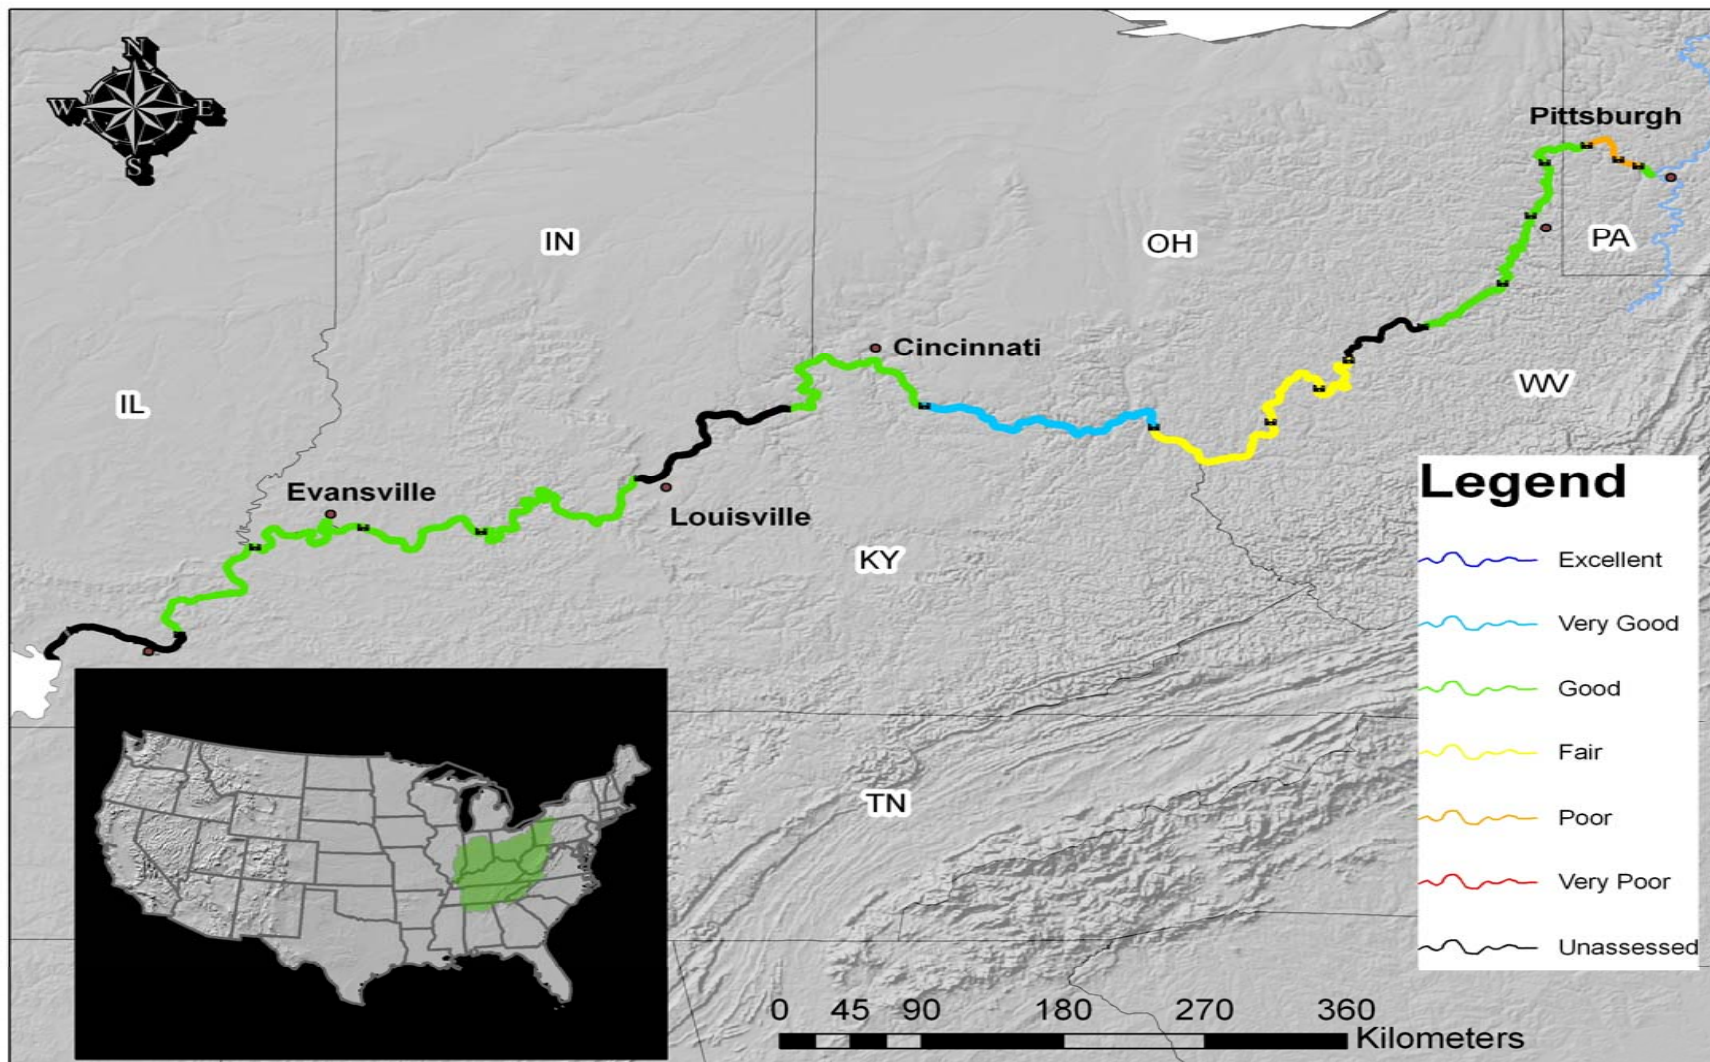 N
W E
S
Pittsburgh
IN
OH
PA
Cincinnati
IL
WV
Evansville
Louisville
KY
TN
Legend
Excellent
Very Good
Good
Fair
Poor
Very Poor
Unassessed
0 45 90 180 270 360
Kilometers